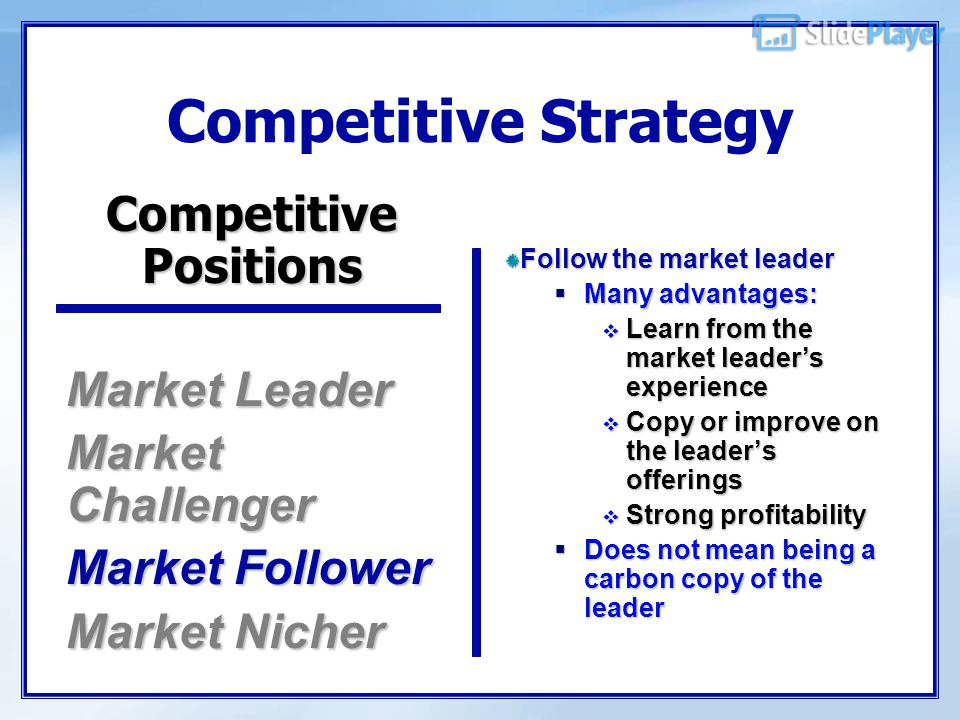 SlidePlayer
Competitive Strategy
Competitive
Positions
Market Leader
Market
Challenger
Market Follower
Market Nicher
Follow the market leader
Many advantages:
Learn from the
market leader’s
experience
Copy or improve on
the leader’s
offerings
Strong profitability
Does not mean being a
carbon copy of the
leader